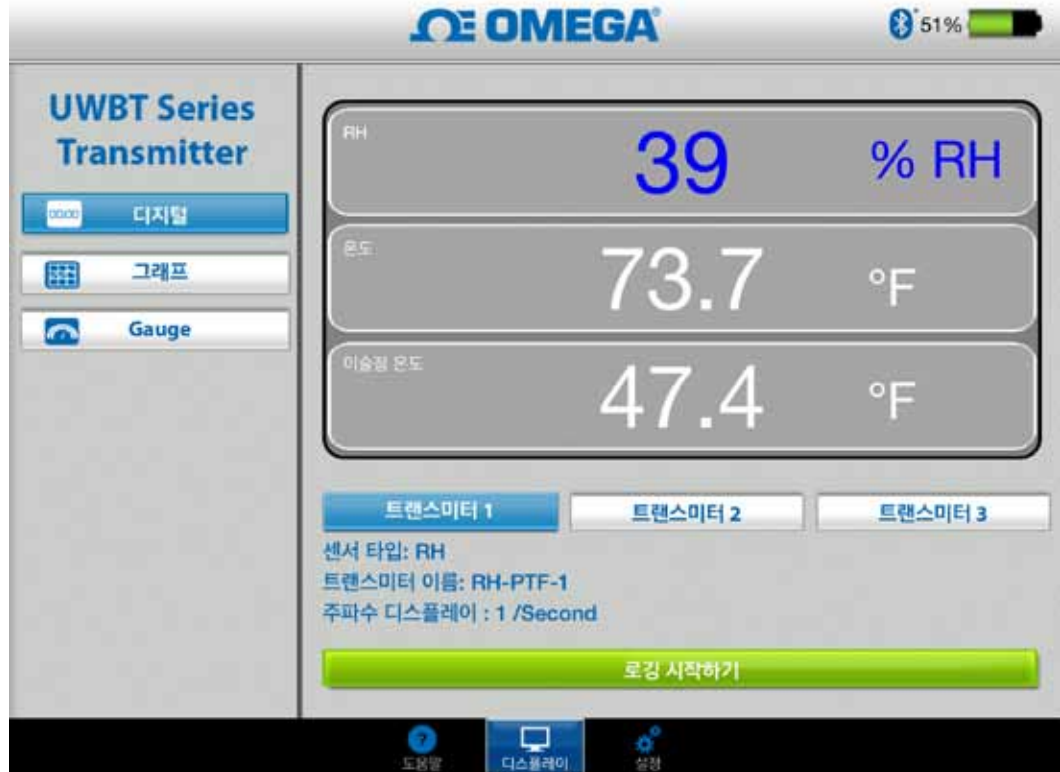 OMEGA®
51%
UWBT Series
Transmitter
디지털
그래프
Gauge
RH
39 % RH
온도
73.7 °F
이슬점 온도
47.4 °F
트랜스미터 1 트랜스미터 2 트랜스미터 3
센서 타입: RH
트랜스미터 이름: RH-PTF-1
주파수 디스플레이 : 1 /Second
로깅 시작하기
도움말 디스플레이 설정